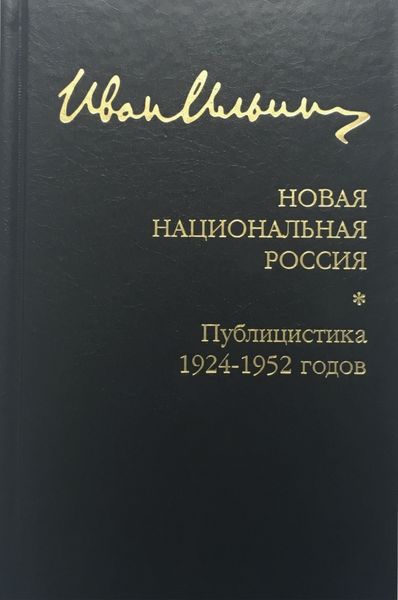 Иван Ильин
НОВАЯ
НАЦИОНАЛЬНАЯ
РОССИЯ
*
Публицистика
1924-1952 годов